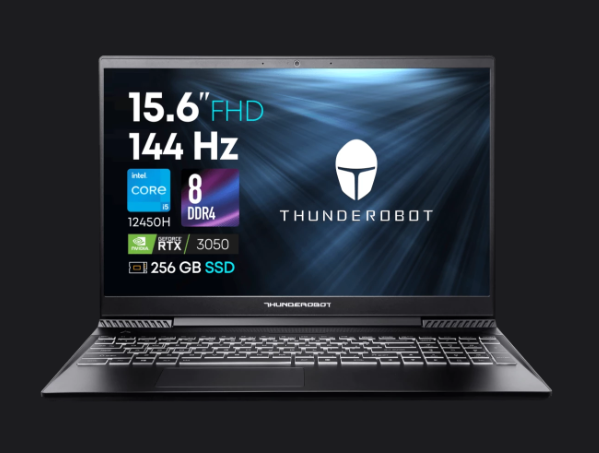 15.6" FHD
144 Hz
intel.
CORE
i5
12450H
8
DDR4
NVIDIA
GEFORCE
RTX
3050
256 GB SSD
THUNDEROBOT
THUNDEROBOT